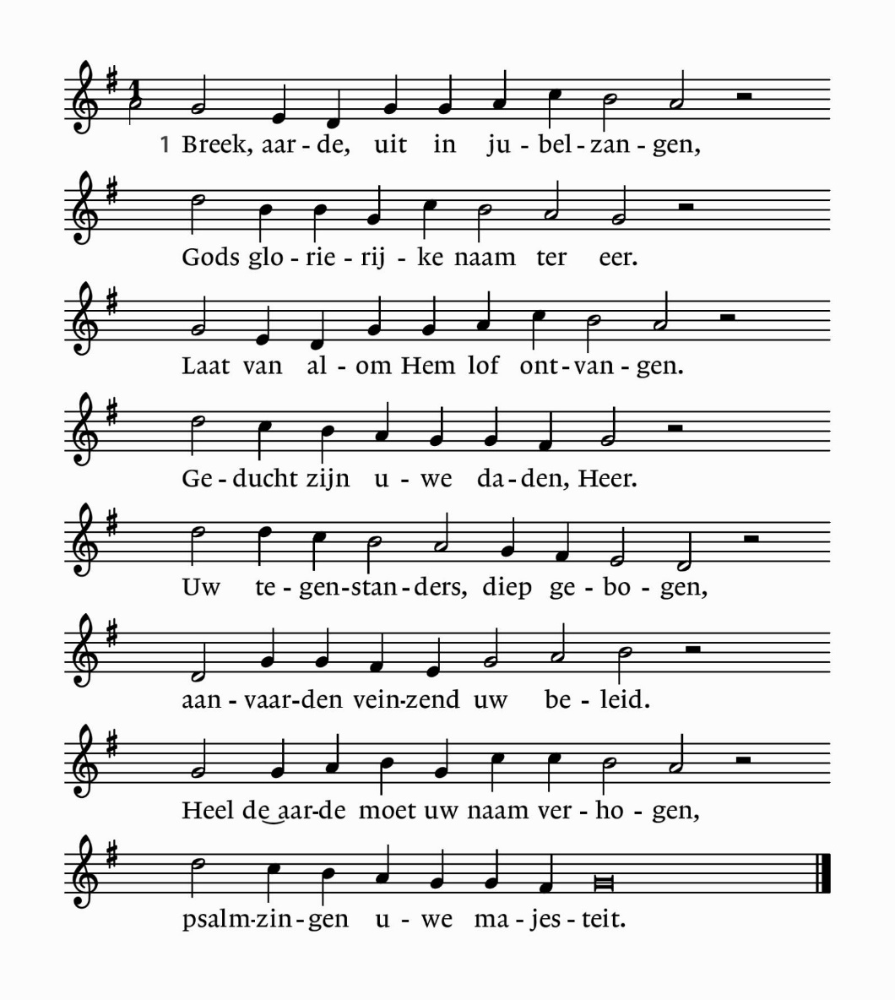 1
1 Breek, aar - de, uit in ju - bel - zan - gen,
Gods glo - rie - rij - ke naam ter eer.
Laat van al - om Hem lof ont - van - gen.
Ge - ducht zijn u - we da - den, Heer.
Uw te - gen - stan - ders, diep ge - bo - gen,
aan - vaar - den vein - zend uw be - leid.
Heel de‿aar - de moet uw naam ver - ho - gen,
psalm - zin - gen u - we ma - jes - teit.